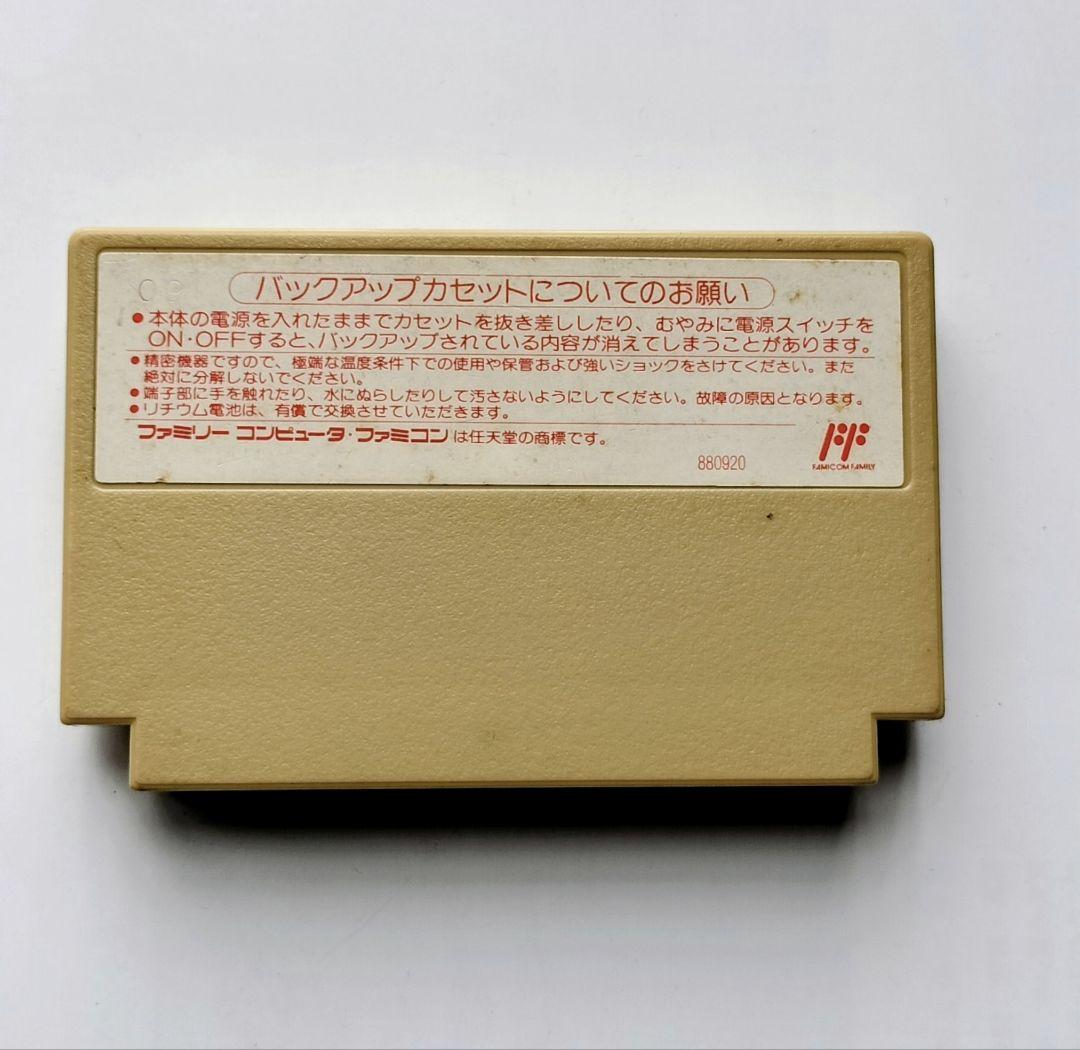 バックアップカセットについてのお願い
●本体の電源を入れたままでカセットを抜き差ししたり、むやみに電源スイッチを
ON・OFFすると、バックアップされている内容が消えてしまうことがあります。
●精密機器ですので、極端な温度条件下での使用や保管および強いショックをさけてください。また
絶対に分解しないでください。
●端子部に手を触れたり、水にぬらしたりして汚さないようにしてください。故障の原因となります。
●リチウム電池は、有償で交換させていただきます。
ファミリー コンピュータ・ファミコンは任天堂の商標です。
FAMICOM FAMILY
880920